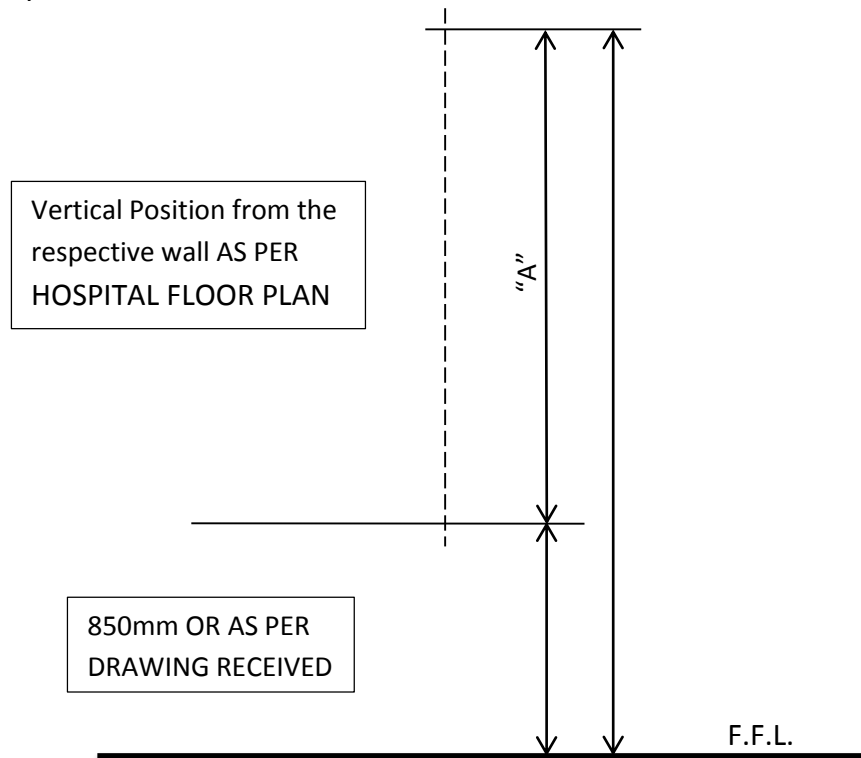 Vertical Position from the
respective wall AS PER
HOSPITAL FLOOR PLAN
“A”
850mm OR AS PER
DRAWING RECEIVED
F.F.L.